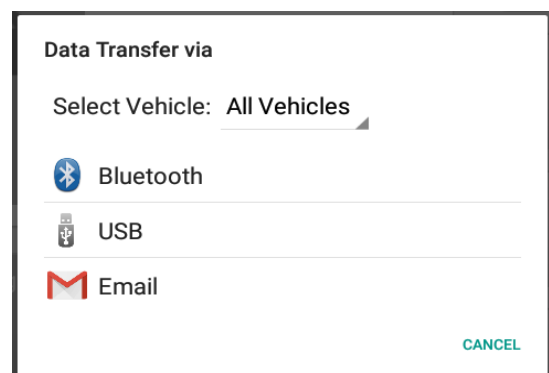 Data Transfer via
Select Vehicle: All Vehicles
Bluetooth
USB
Email
CANCEL